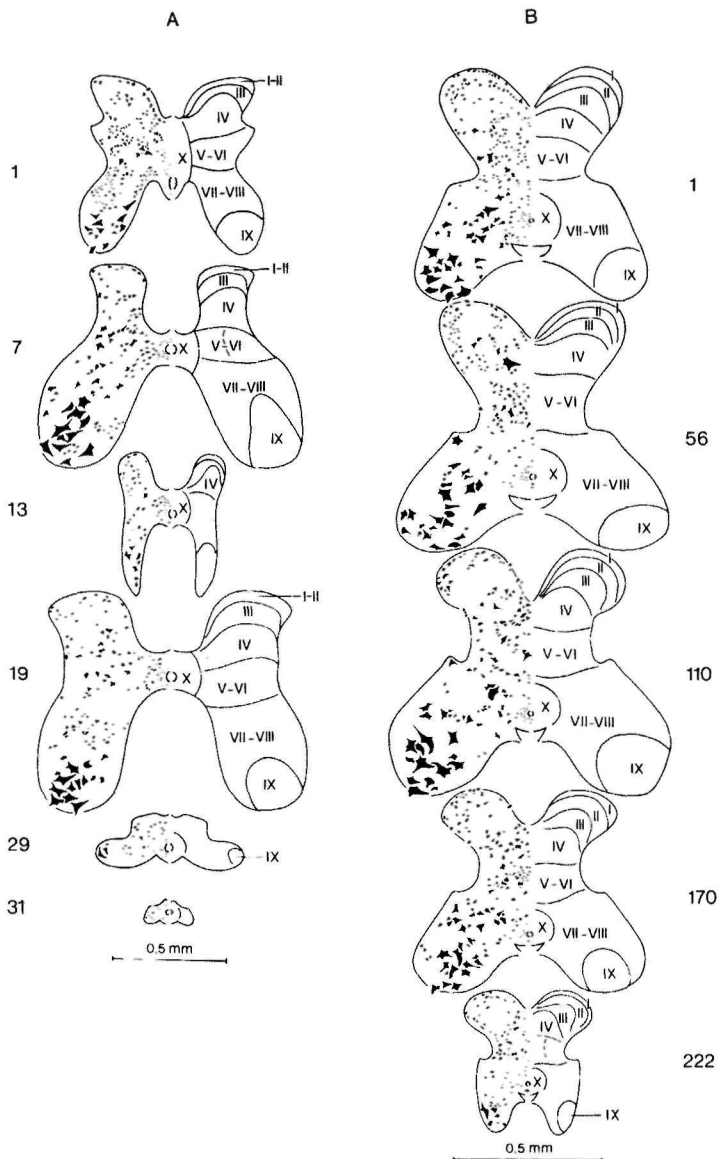 A
1
I-II
III
IV
V-VI
X
VII-VIII
IX
7
I-II
III
IV
V-VI
X
VII-VIII
IX
13
IV
X
19
I-II
III
IV
V-VI
X
VII-VIII
IX
29
IX
31
0.5 mm
B
I
II
III
IV
V-VI
X
VII-VIII
IX
1
I
II
III
IV
V-VI
X
VII-VIII
IX
56
I
II
III
IV
V-VI
X
VII-VIII
IX
110
I
II
III
IV
V-VI
X
VII-VIII
IX
170
I
II
III
IV
X
IX
222
0.5 mm